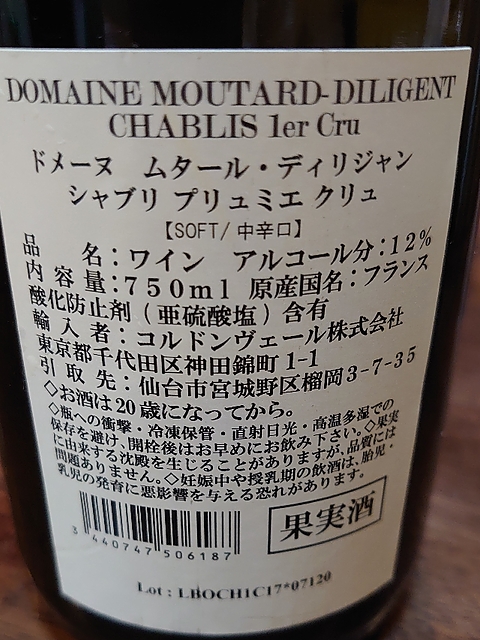 DOMAINE MOUTARD-DILIGENT
CHABLIS 1er Cru
ドメーヌ ムタール・ディリジャン
シャブリ プリュミエ クリュ
【SOFT/中辛口】
品 名：ワイン アルコール分：12%
内容量：750ml 原産国名：フランス
酸化防止剤（亜硫酸塩）含有
輸入者：コルドンヴェール株式会社
東京都千代田区神田錦町1-1
引取先：仙台市宮城野区榴岡3-7-35
◇お酒は20歳になってから。
◇瓶への衝撃・冷凍保管・直射日光・高温多湿での
保存を避け、開栓後はお早めにお飲み下さい。◇果実
に由来する沈殿を生じることがありますが、品質には
問題ありません。◇妊娠中や授乳期の飲酒は、胎児・
乳児の発育に悪影響を与える恐れがあります。
果実酒
3 440747 506187
Lot : LBOCH1C17*07120